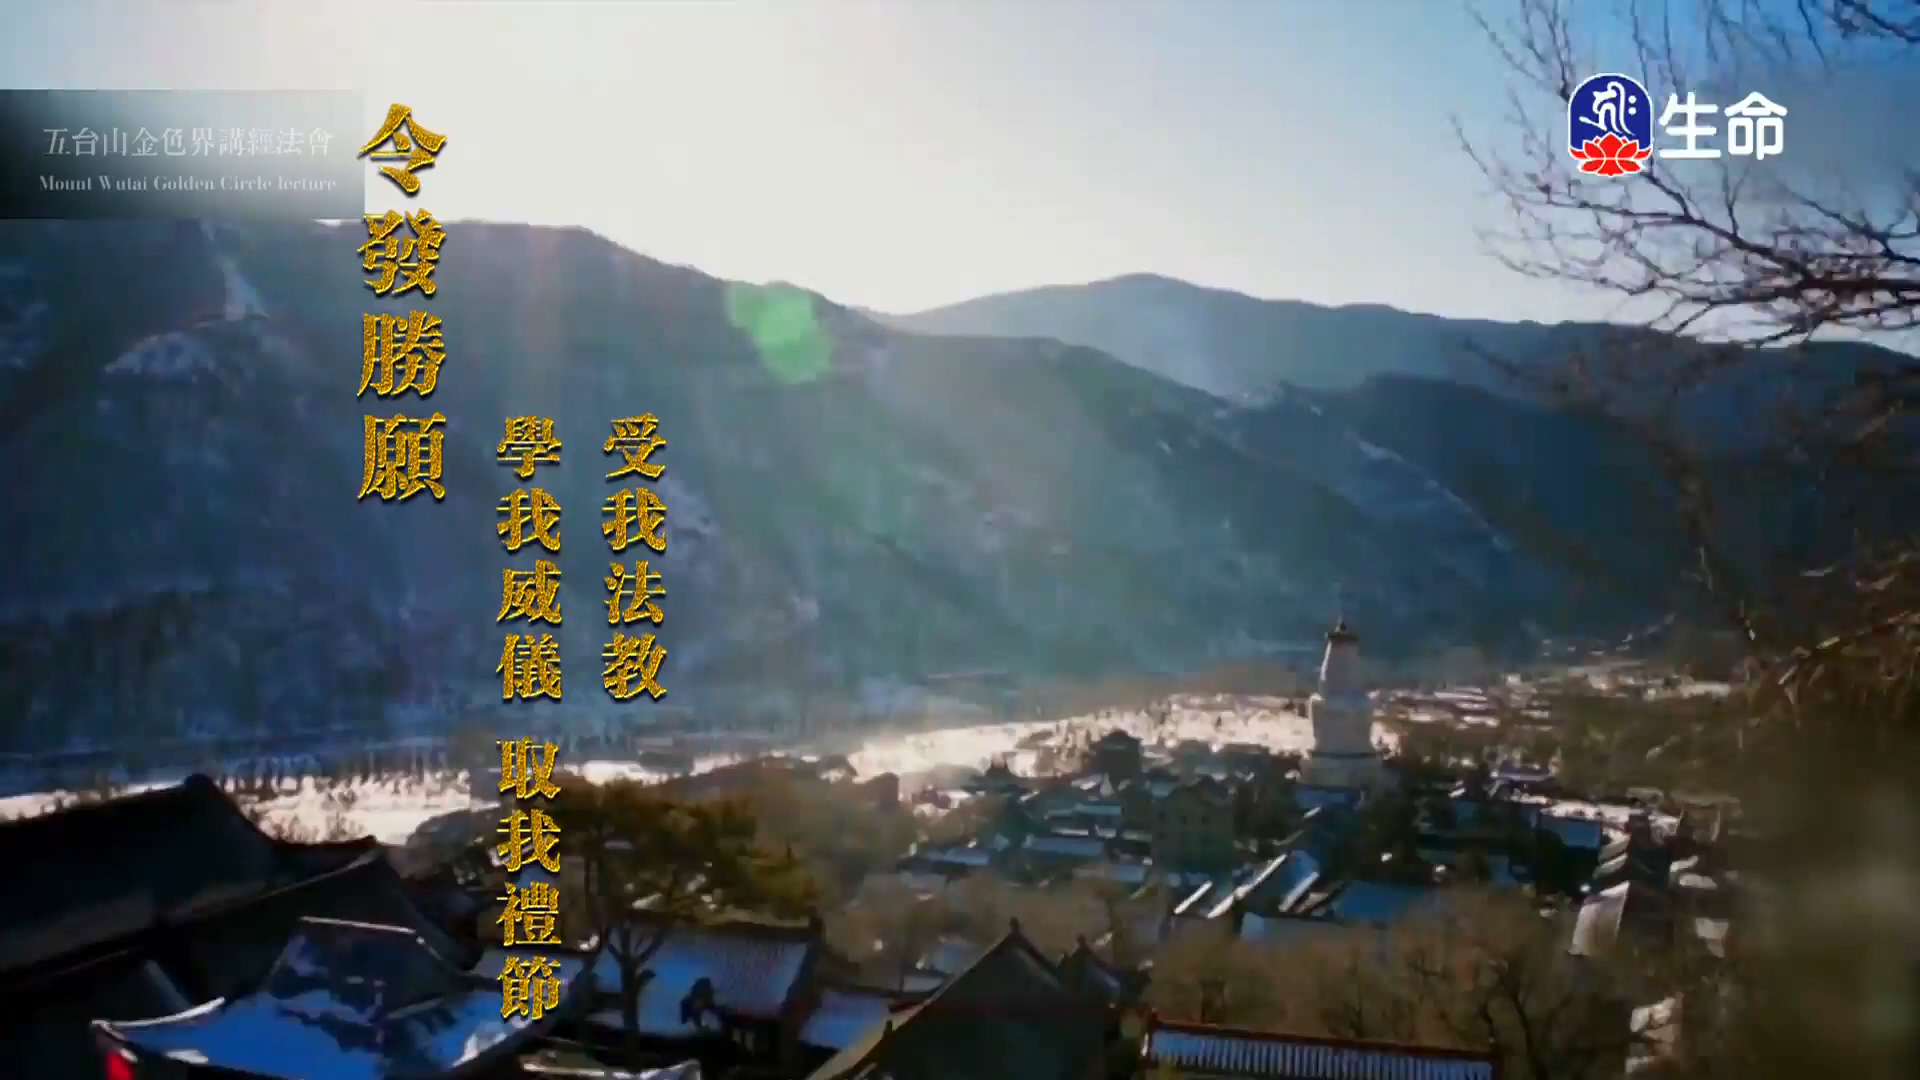 五台山金色界講經法會
Mount Wutai Golden Circle lecture
生命
受我法教
學我威儀 取我禮節
令發勝願